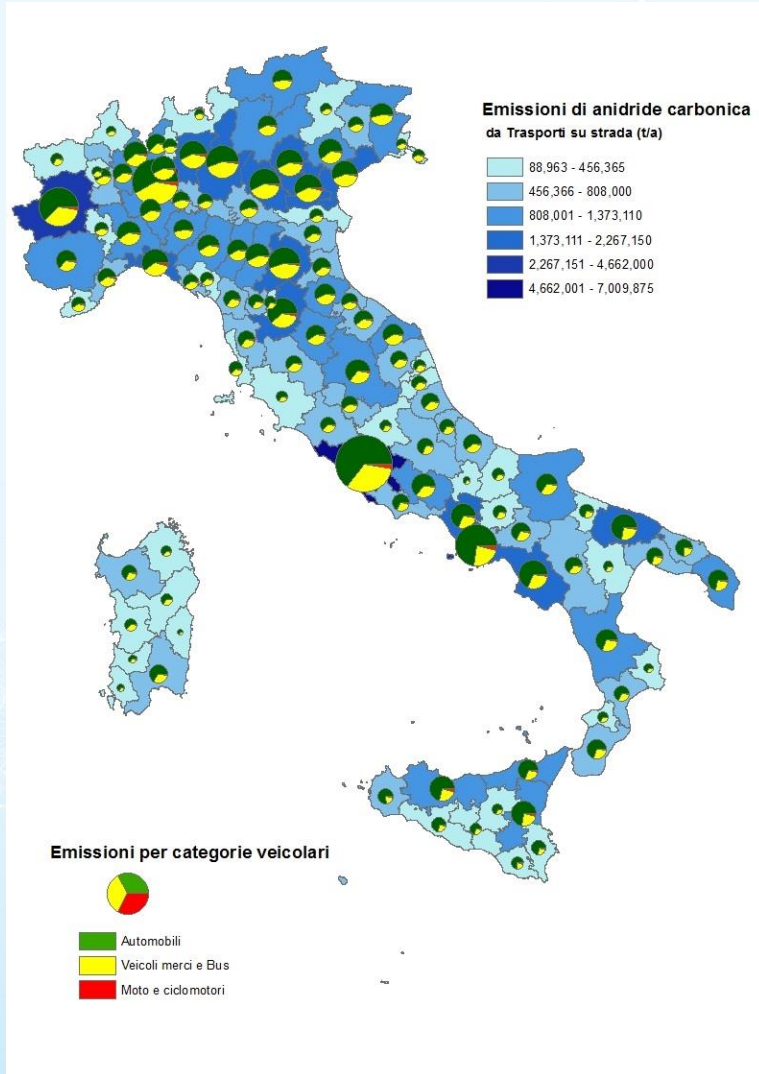 Emissioni di anidride carbonica
da Trasporti su strada (t/a)
88,963 - 456,365
456,366 - 808,000
808,001 - 1,373,110
1,373,111 - 2,267,150
2,267,151 - 4,662,000
4,662,001 - 7,009,875
Emissioni per categorie veicolari
Automobili
Veicoli merci e Bus
Moto e ciclomotori